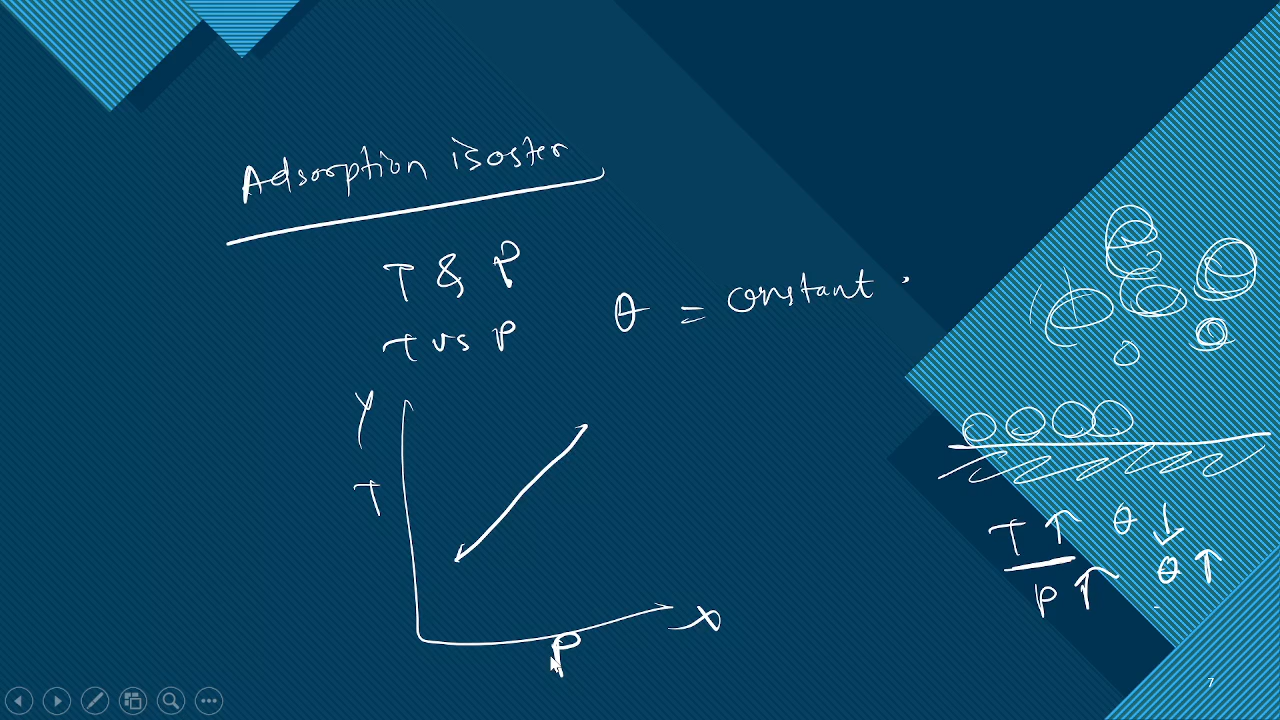 Adsorption isoster
T & P
T vs P
θ = constant .
Y
T
P
X
T ↑ θ ↓
P ↑ θ ↑
7